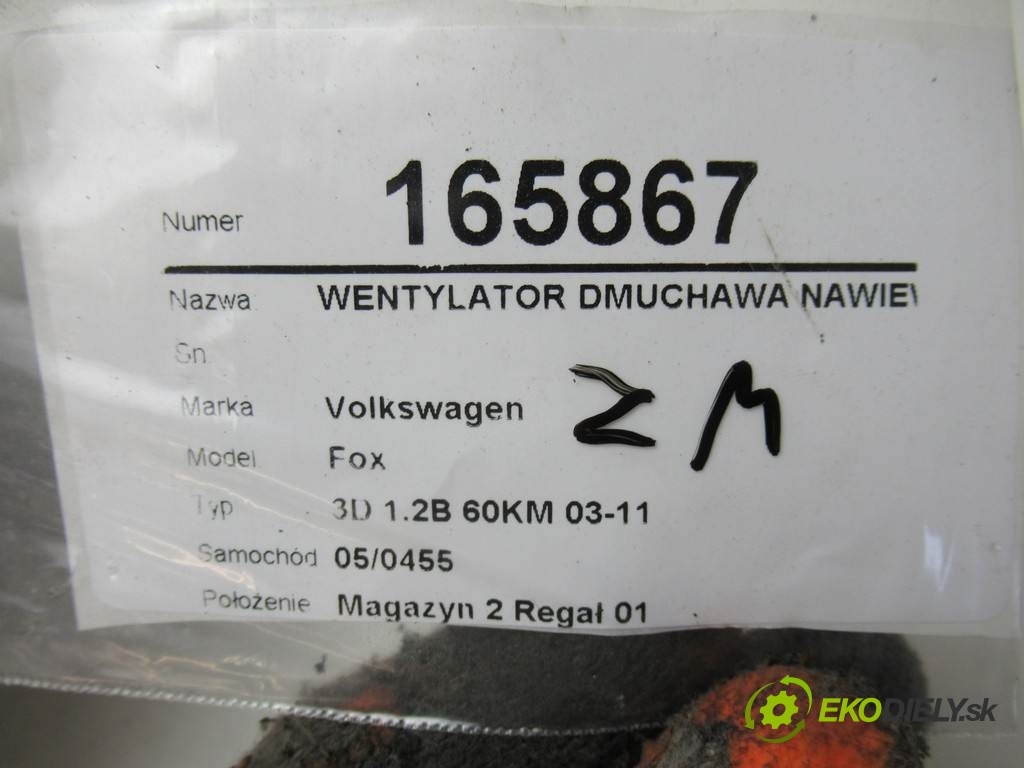 Numer 165867
Nazwa WENTYLATOR DMUCHAWA NAWIEW
Sn
Marka Volkswagen
ZM
Model Fox
Typ 3D 1.2B 60KM 03-11
Samochód 05/0455
Położenie Magazyn 2 Regał 01
EKODIELY.sk